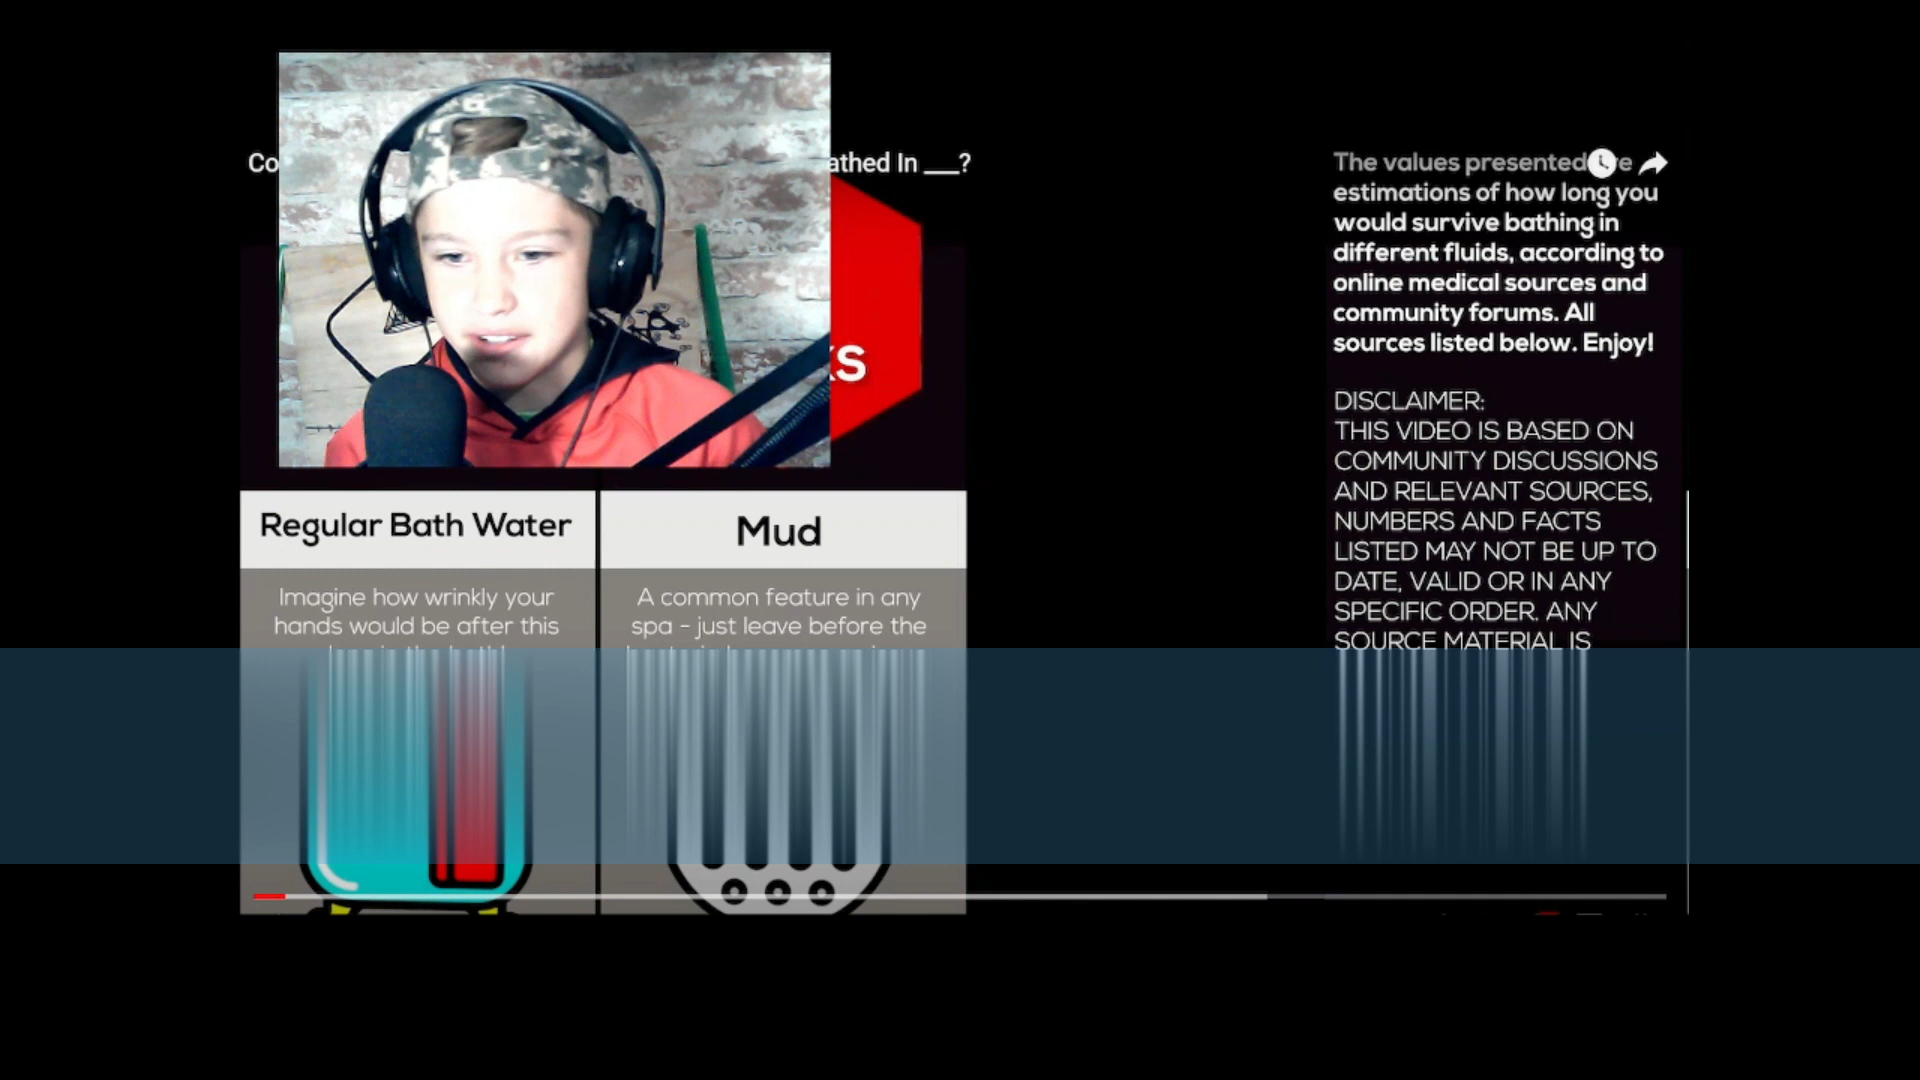 Co
athed In ___?
KS
Regular Bath Water
Imagine how wrinkly your
hands would be after this
Mud
A common feature in any
spa - just leave before the
The values presented
estimations of how long you
would survive bathing in
different fluids, according to
online medical sources and
community forums. All
sources listed below. Enjoy!
DISCLAIMER:
THIS VIDEO IS BASED ON
COMMUNITY DISCUSSIONS
AND RELEVANT SOURCES,
NUMBERS AND FACTS
LISTED MAY NOT BE UP TO
DATE, VALID OR IN ANY
SPECIFIC ORDER. ANY
SOURCE MATERIAL IS